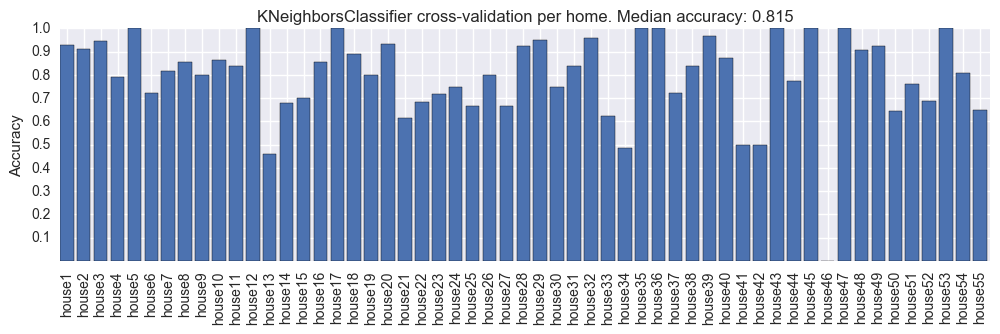 KNeighborsClassifier cross-validation per home. Median accuracy: 0.815
1.0
0.9
0.8
0.7
0.6
0.5
0.4
0.3
0.2
0.1
Accuracy
house1
house2
house3
house4
house5
house6
house7
house8
house9
house10
house11
house12
house13
house14
house15
house16
house17
house18
house19
house20
house21
house22
house23
house24
house25
house26
house27
house28
house29
house30
house31
house32
house33
house34
house35
house36
house37
house38
house39
house40
house41
house42
house43
house44
house45
house46
house47
house48
house49
house50
house51
house52
house53
house54
house55